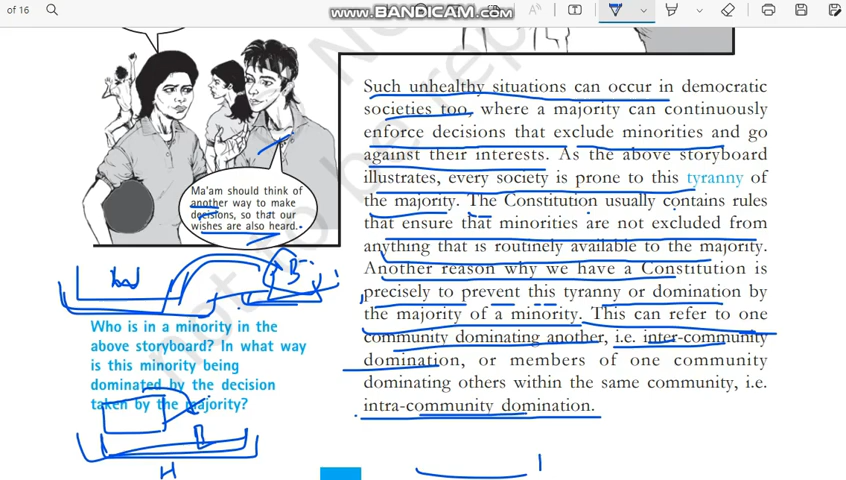 of 16
www.BANDICAM.com
Ma'am should think of
another way to make
decisions, so that our
wishes are also heard.
Such unhealthy situations can occur in democratic
societies too, where a majority can continuously
enforce decisions that exclude minorities and go
against their interests. As the above storyboard
illustrates, every society is prone to this tyranny of
the majority. The Constitution usually contains rules
that ensure that minorities are not excluded from
anything that is routinely available to the majority.
Another reason why we have a Constitution is
precisely to prevent this tyranny or domination by
the majority of a minority. This can refer to one
community dominating another, i.e. inter-community
domination, or members of one community
dominating others within the same community, i.e.
intra-community domination.
Who is in a minority in the
above storyboard? In what way
is this minority being
dominated by the decision
taken by the majority?
H